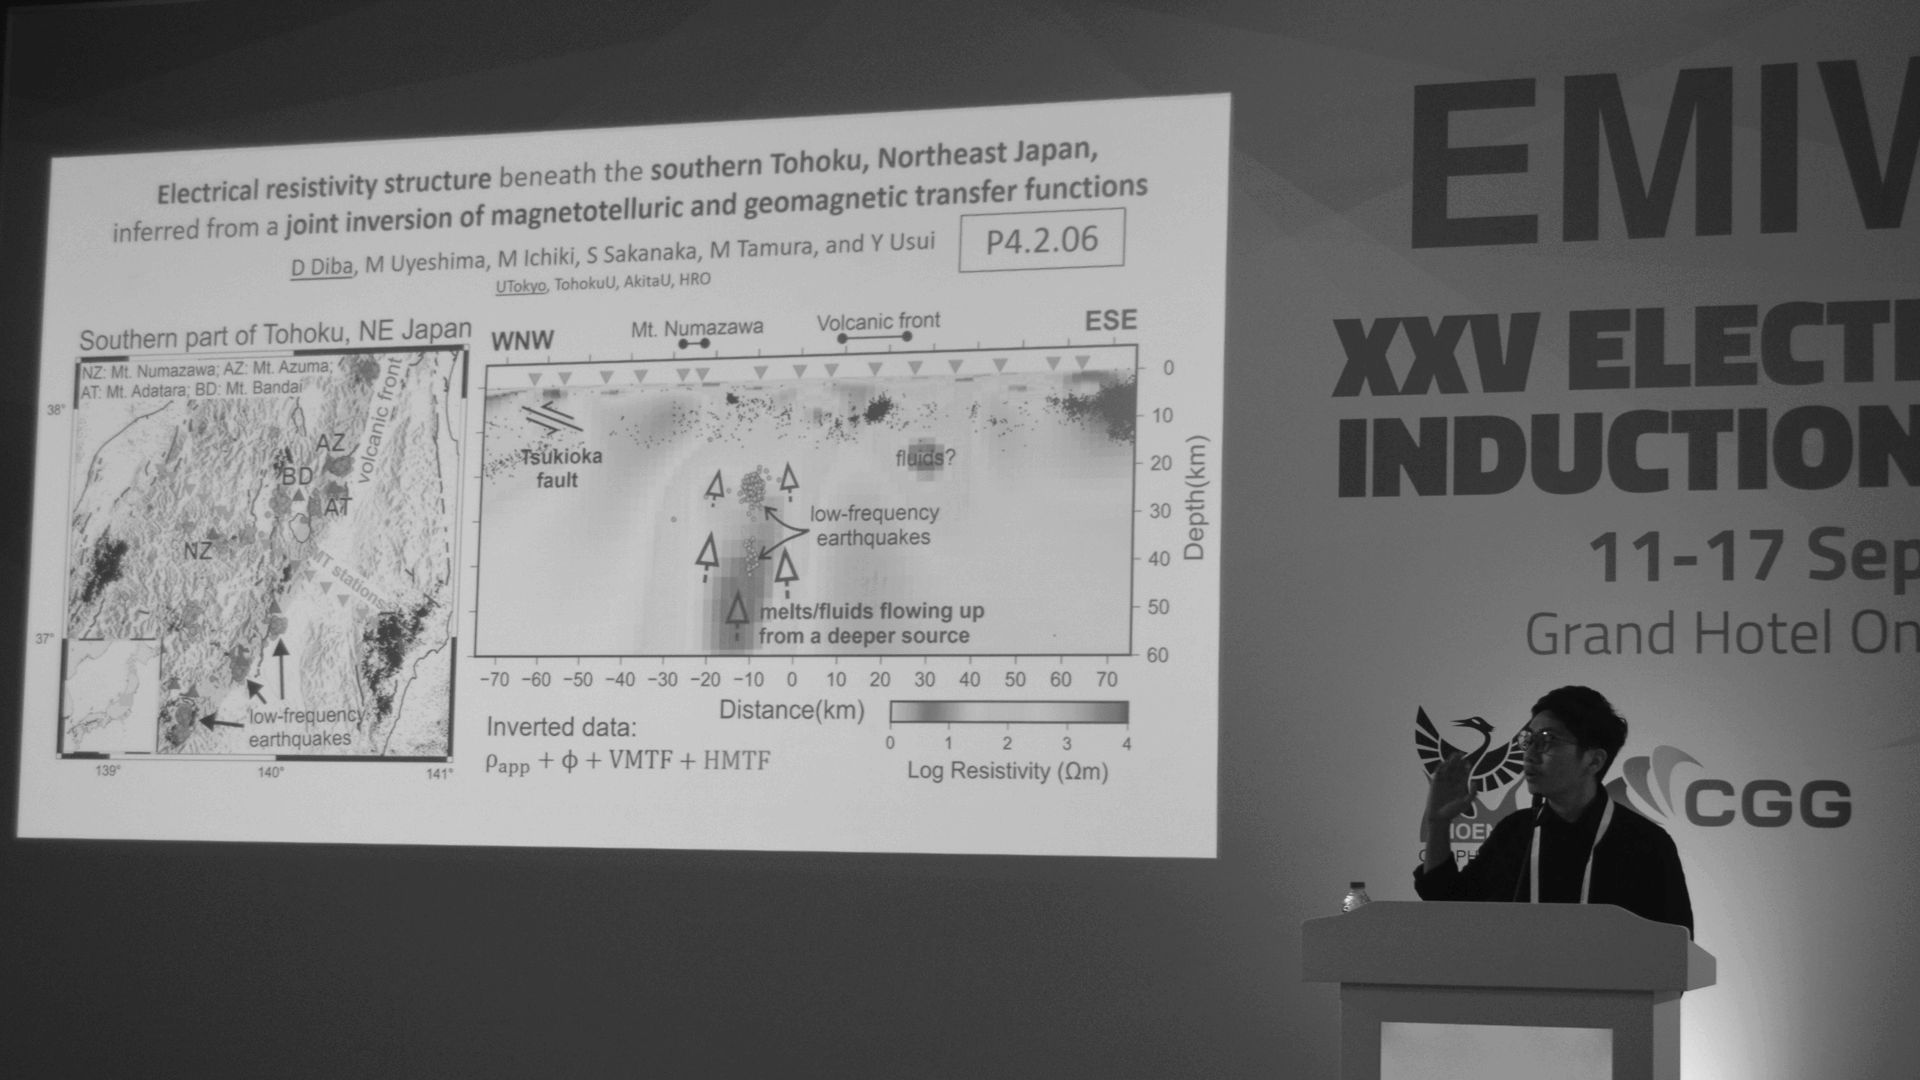 Electrical resistivity structure beneath the southern Tohoku, Northeast Japan,
inferred from a joint inversion of magnetotelluric and geomagnetic transfer functions
D Diba, M Uyeshima, M Ichiki, S Sakanaka, M Tamura, and Y Usui
P4.2.06
UTokyo, TohokuU, AkitaU, HRO
Southern part of Tohoku, NE Japan
NZ: Mt. Numazawa; AZ: Mt. Azuma;
AT: Mt. Adatara; BD: Mt. Bandai
volcanic front
38°
AZ
BD
AT
NZ
MT stations
37°
low-frequency
earthquakes
139°
140°
141°
WNW
Mt. Numazawa
Volcanic front
ESE
0
10
20
30
40
50
60
Depth(km)
Tsukioka
fault
fluids?
low-frequency
earthquakes
melts/fluids flowing up
from a deeper source
−70 −60 −50 −40 −30 −20 −10 0 10 20 30 40 50 60 70
Distance(km)
0 1 2 3 4
Log Resistivity (Ωm)
Inverted data:
ρapp + ϕ + VMTF + HMTF
EMIV
XXV ELECT
INDUCTION
11-17 Sep
Grand Hotel On
CGG